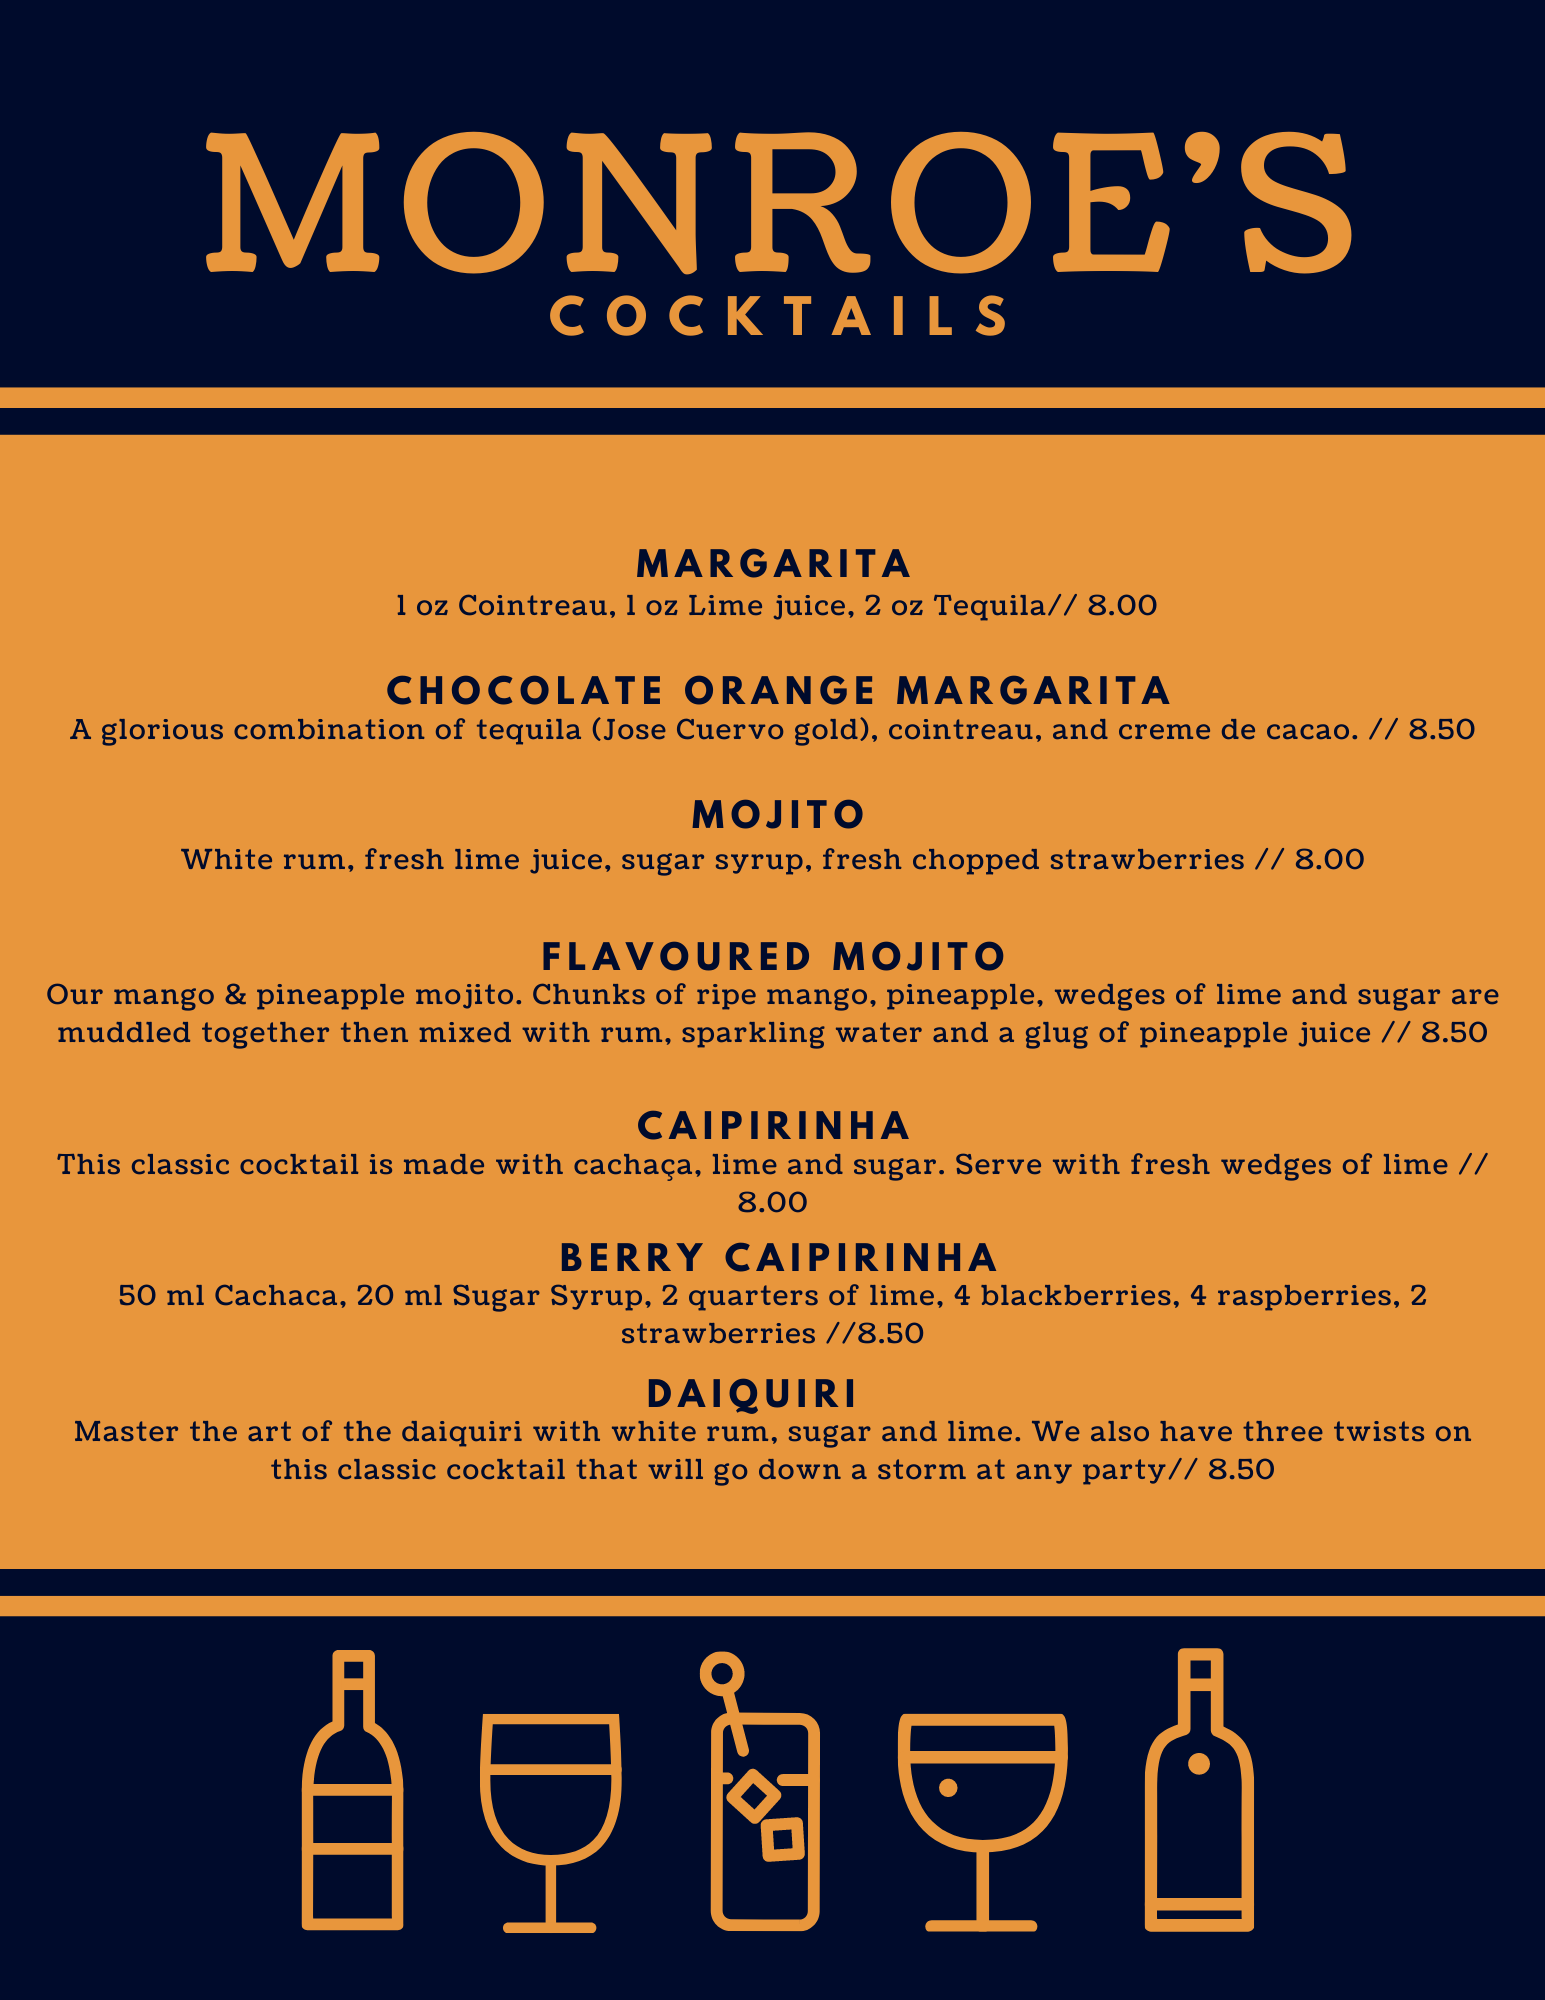 MONROE’S
COCKTAILS
MARGARITA
1 oz Cointreau, 1 oz Lime juice, 2 oz Tequila// 8.00
CHOCOLATE ORANGE MARGARITA
A glorious combination of tequila (Jose Cuervo gold), cointreau, and creme de cacao. // 8.50
MOJITO
White rum, fresh lime juice, sugar syrup, fresh chopped strawberries // 8.00
FLAVOURED MOJITO
Our mango & pineapple mojito. Chunks of ripe mango, pineapple, wedges of lime and sugar are
muddled together then mixed with rum, sparkling water and a glug of pineapple juice // 8.50
CAIPIRINHA
This classic cocktail is made with cachaça, lime and sugar. Serve with fresh wedges of lime //
8.00
BERRY CAIPIRINHA
50 ml Cachaca, 20 ml Sugar Syrup, 2 quarters of lime, 4 blackberries, 4 raspberries, 2
strawberries //8.50
DAIQUIRI
Master the art of the daiquiri with white rum, sugar and lime. We also have three twists on
this classic cocktail that will go down a storm at any party// 8.50